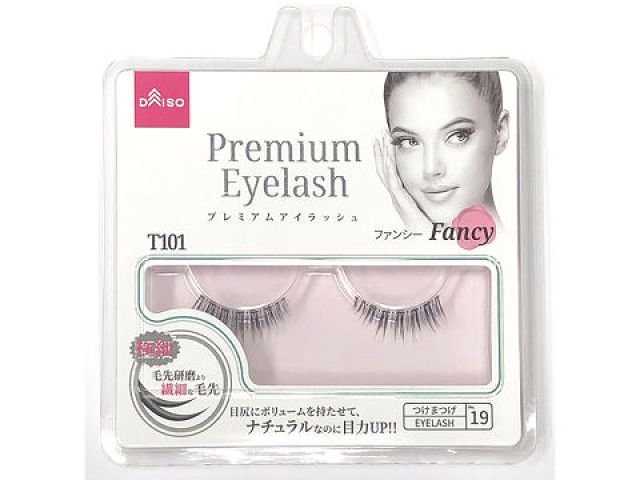 DAISO
Premium
Eyelash
プレミアムアイラッシュ
T101
ファンシー Fancy
極細
毛先研磨より
繊細な毛先
目尻にボリュームを持たせて、
ナチュラルなのに目力UP!!
つけまつげ
EYELASH
No. 19